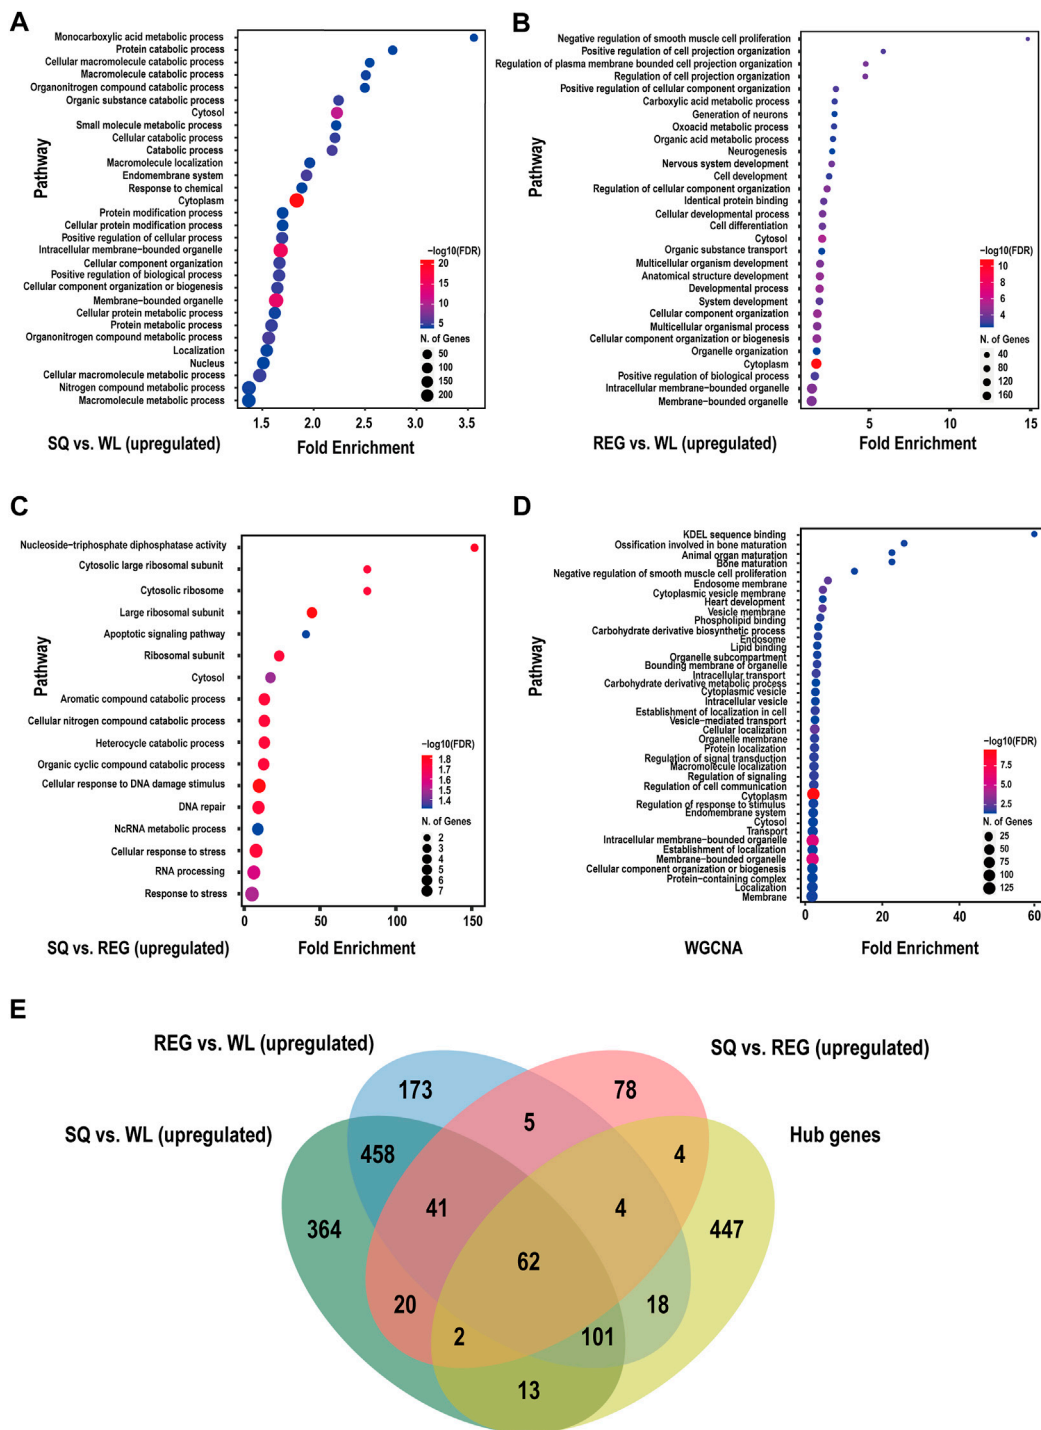 A
Monocarboxylic acid metabolic process
Protein catabolic process
Cellular macromolecule catabolic process
Macromolecule catabolic process
Organonitrogen compound catabolic process
Organic substance catabolic process
Cytosol
Small molecule metabolic process
Cellular catabolic process
Catabolic process
Macromolecule localization
Endomembrane system
Response to chemical
Cytoplasm
Protein modification process
Cellular protein modification process
Positive regulation of cellular process
Intracellular membrane−bounded organelle
Cellular component organization
Positive regulation of biological process
Cellular component organization or biogenesis
Membrane−bounded organelle
Cellular protein metabolic process
Protein metabolic process
Organonitrogen compound metabolic process
Localization
Nucleus
Cellular macromolecule metabolic process
Nitrogen compound metabolic process
Macromolecule metabolic process
Pathway
−log10(FDR)
20
15
10
5
N. of Genes
50
100
150
200
1.5 2.0 2.5 3.0 3.5
SQ vs. WL (upregulated)
Fold Enrichment
B
Negative regulation of smooth muscle cell proliferation
Positive regulation of cell projection organization
Regulation of plasma membrane bounded cell projection organization
Regulation of cell projection organization
Positive regulation of cellular component organization
Carboxylic acid metabolic process
Generation of neurons
Oxoacid metabolic process
Organic acid metabolic process
Neurogenesis
Nervous system development
Cell development
Regulation of cellular component organization
Identical protein binding
Cellular developmental process
Cell differentiation
Cytosol
Organic substance transport
Multicellular organism development
Anatomical structure development
Developmental process
System development
Cellular component organization
Multicellular organismal process
Cellular component organization or biogenesis
Organelle organization
Cytoplasm
Positive regulation of biological process
Intracellular membrane−bounded organelle
Membrane−bounded organelle
Pathway
−log10(FDR)
10
8
6
4
N. of Genes
40
80
120
160
5 10 15
REG vs. WL (upregulated)
Fold Enrichment
C
Nucleoside−triphosphate diphosphatase activity
Cytosolic large ribosomal subunit
Cytosolic ribosome
Large ribosomal subunit
Apoptotic signaling pathway
Ribosomal subunit
Cytosol
Aromatic compound catabolic process
Cellular nitrogen compound catabolic process
Heterocycle catabolic process
Organic cyclic compound catabolic process
Cellular response to DNA damage stimulus
DNA repair
NcRNA metabolic process
Cellular response to stress
RNA processing
Response to stress
Pathway
−log10(FDR)
1.8
1.7
1.6
1.5
1.4
N. of Genes
2
3
4
5
6
7
0 50 100 150
SQ vs. REG (upregulated)
Fold Enrichment
D
KDEL sequence binding
Ossification involved in bone maturation
Animal organ maturation
Bone maturation
Negative regulation of smooth muscle cell proliferation
Endosome membrane
Cytoplasmic vesicle membrane
Heart development
Vesicle membrane
Phospholipid binding
Carbohydrate derivative biosynthetic process
Endosome
Lipid binding
Organelle subcompartment
Bounding membrane of organelle
Intracellular transport
Carbohydrate derivative metabolic process
Cytoplasmic vesicle
Intracellular vesicle
Establishment of localization in cell
Vesicle−mediated transport
Cellular localization
Organelle membrane
Protein localization
Regulation of signal transduction
Macromolecule localization
Regulation of signaling
Regulation of cell communication
Cytoplasm
Regulation of response to stimulus
Endomembrane system
Cytosol
Transport
Intracellular membrane−bounded organelle
Establishment of localization
Membrane−bounded organelle
Cellular component organization or biogenesis
Protein−containing complex
Localization
Membrane
Pathway
−log10(FDR)
7.5
5.0
2.5
N. of Genes
25
50
75
100
125
0 20 40 60
WGCNA
Fold Enrichment
E
REG vs. WL (upregulated)
SQ vs. REG (upregulated)
SQ vs. WL (upregulated)
Hub genes
173
78
5
458
4
41
4
364
447
62
20
18
2
101
13